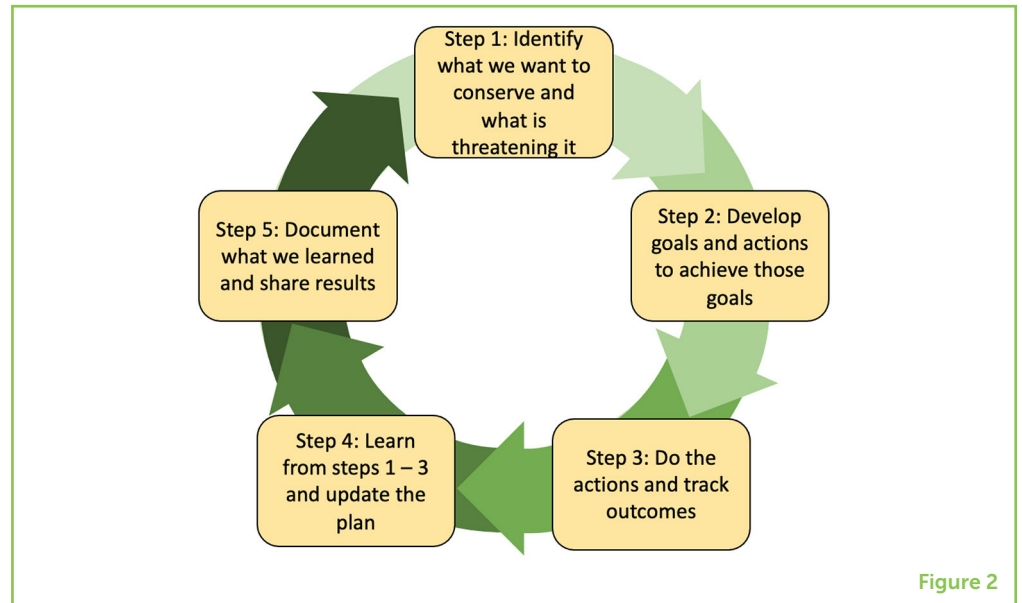 Step 1: Identify
what we want to
conserve and
what is
threatening it
Step 2: Develop
goals and actions
to achieve those
goals
Step 3: Do the
actions and track
outcomes
Step 4: Learn
from steps 1 – 3
and update the
plan
Step 5: Document
what we learned
and share results
Figure 2